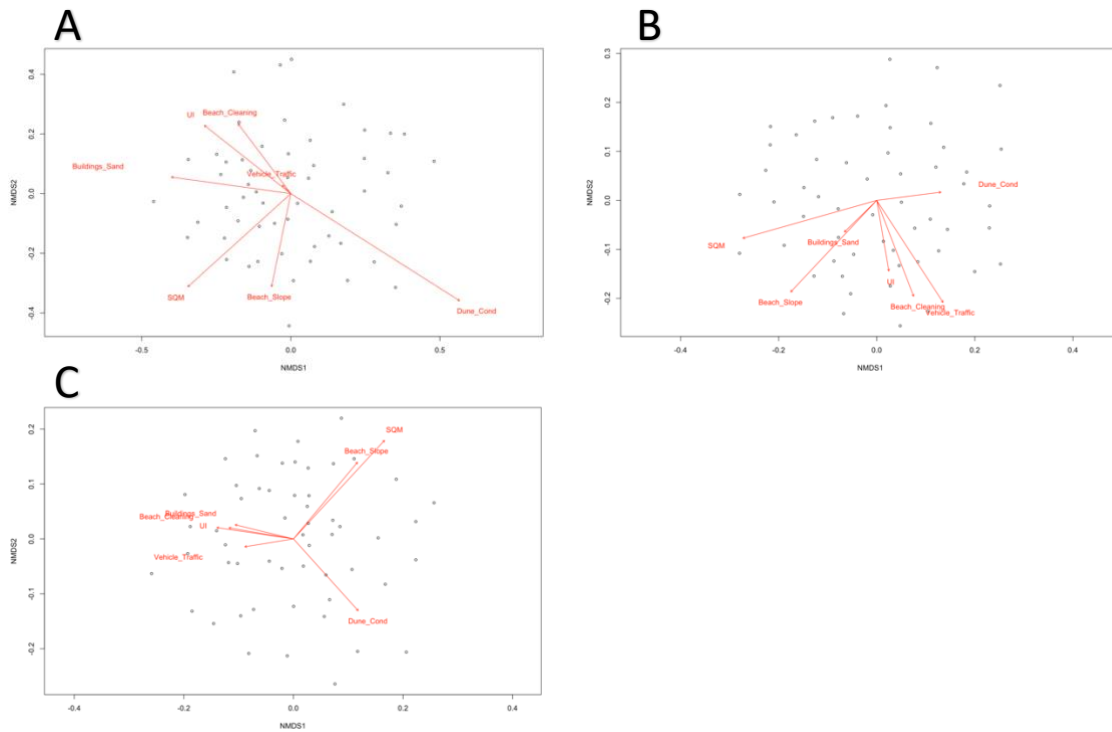 A
B
0.4
0.2
0.0
-0.2
-0.4
NMDS2
UI
Beach_Cleaning
Buildings_Sand
Vehicle_Traffic
SQM
Beach_Slope
Dune_Cond
-0.5
0.0
0.5
NMDS1
0.3
0.2
0.1
0.0
-0.1
-0.2
NMDS2
Dune_Cond
SQM
Buildings_Sand
Beach_Slope
UI
Beach_Cleaning
Vehicle_Traffic
-0.4
-0.2
0.0
0.2
0.4
NMDS1
C
0.2
0.1
0.0
-0.1
-0.2
NMDS2
SQM
Beach_Slope
Buildings_Sand
Beach_Cleaning
UI
Vehicle_Traffic
Dune_Cond
-0.4
-0.2
0.0
0.2
0.4
NMDS1